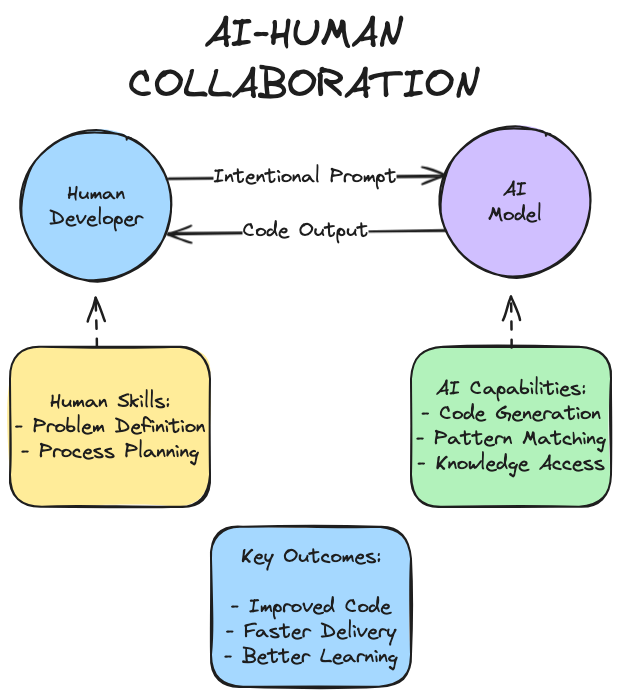 AI-HUMAN
COLLABORATION
Human
Developer
Intentional Prompt
Code Output
AI
Model
Human Skills:
- Problem Definition
- Process Planning
AI Capabilities:
- Code Generation
- Pattern Matching
- Knowledge Access
Key Outcomes:
- Improved Code
- Faster Delivery
- Better Learning